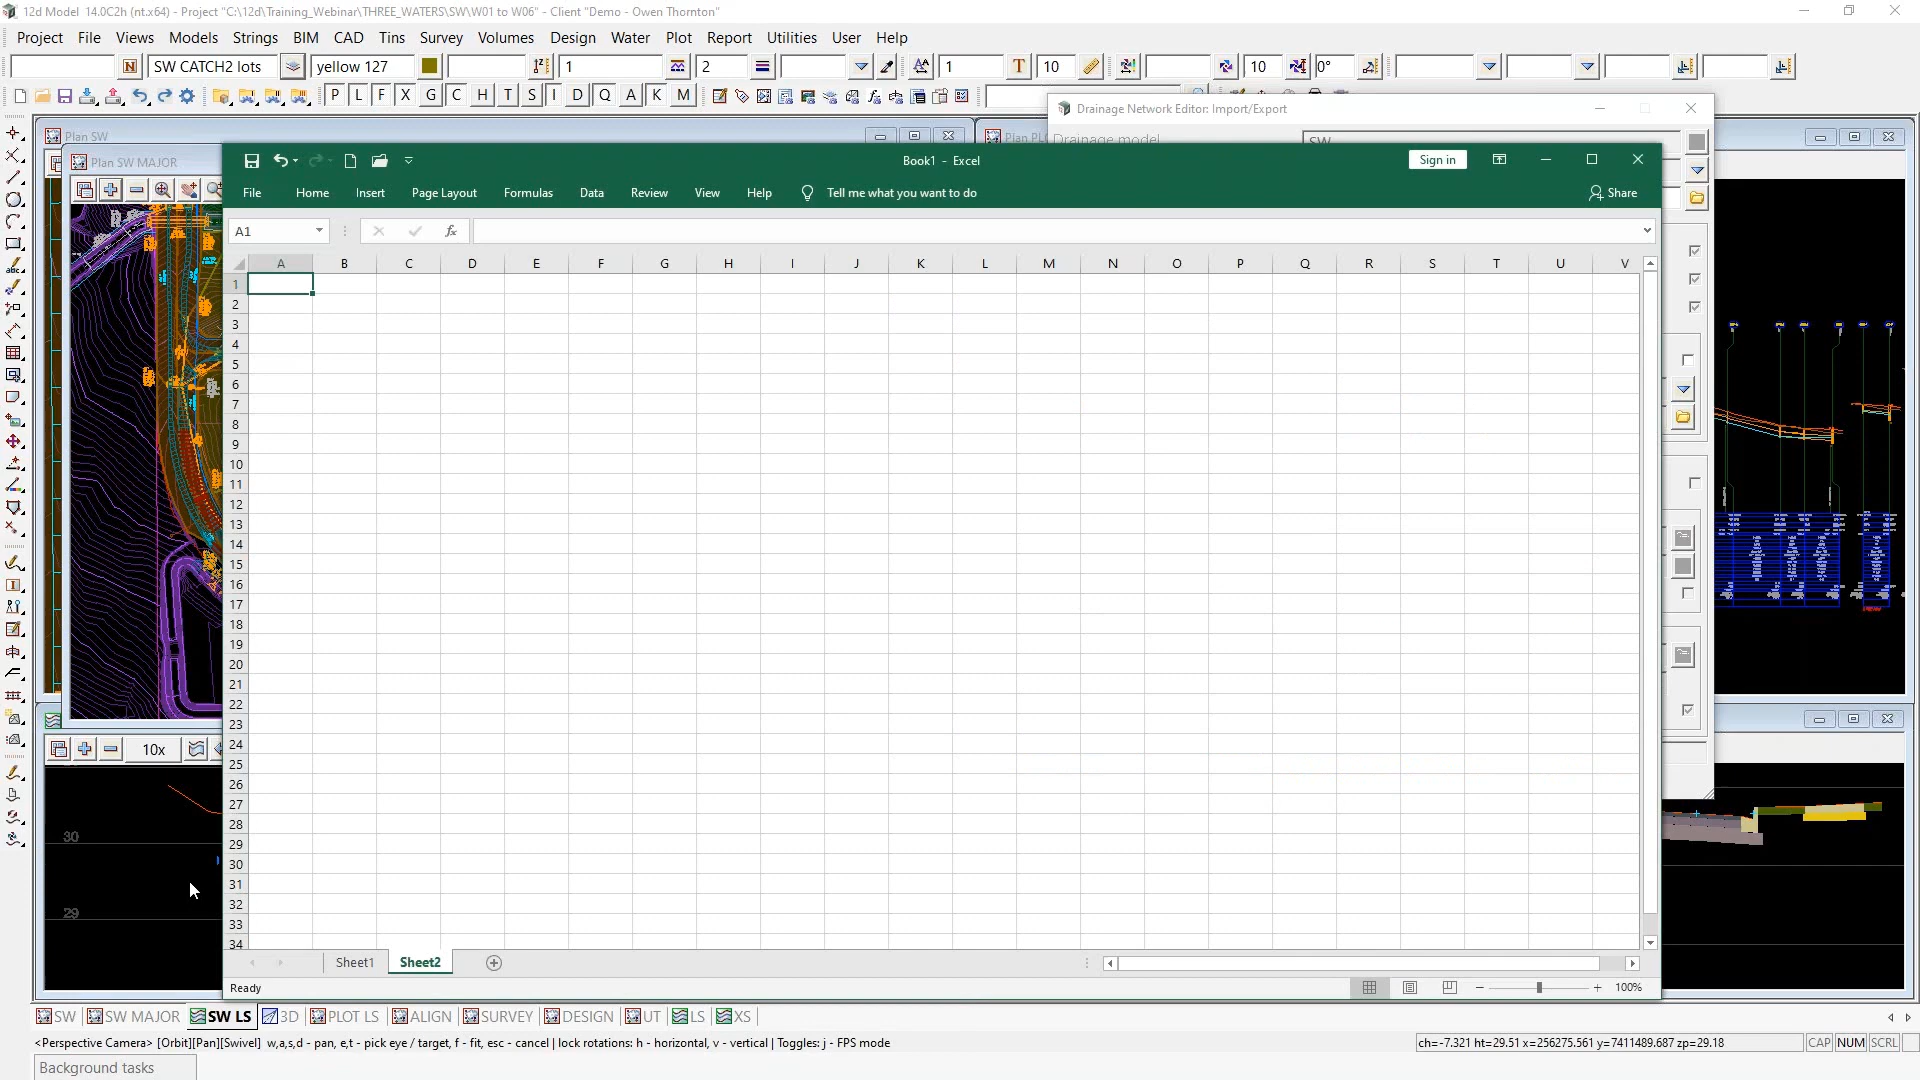 12d Model 14.0C2h (nt.x64) - Project "C:\12d\Training_Webinar\THREE_WATERS\SW\W01 to W06" - Client "Demo - Owen Thornton"
Project File Views Models Strings BIM CAD Tins Survey Volumes Design Water Plot Report Utilities User Help
N SW CATCH2 lots yellow 127 1 2 1 T 10 10 0°
P L F X G C H T S I D Q A K M
Drainage Network Editor: Import/Export
Plan SW
Drainage model SW
Plan SW MAJOR
Book1 - Excel
Sign in
File Home Insert Page Layout Formulas Data Review View Help Tell me what you want to do Share
A1 fx
A B C D E F G H I J K L M N O P Q R S T U V
1
2
3
4
5
6
7
8
9
10
11
12
13
14
15
16
17
18
19
20
21
22
23
24
25
26
27
28
29
30
31
32
33
34
10x
30
29
Sheet1 Sheet2
Ready 100%
SW SW MAJOR SW LS 3D PLOT LS ALIGN SURVEY DESIGN UT LS XS
<Perspective Camera> [Orbit][Pan][Swivel] w,a,s,d - pan, e,t - pick eye / target, f - fit, esc - cancel | lock rotations: h - horizontal, v - vertical | Toggles: j - FPS mode
ch=-7.321 ht=29.51 x=256275.561 y=7411489.687 zp=29.18 CAP NUM SCRL
Background tasks